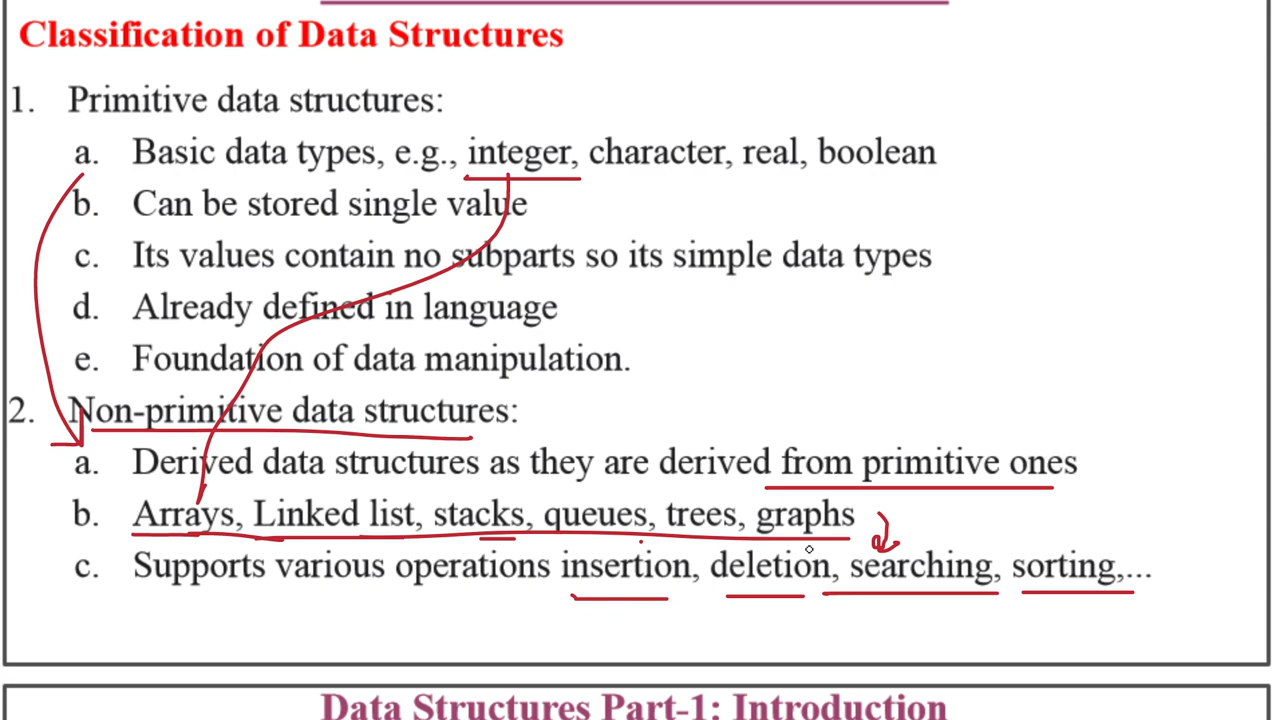 Classification of Data Structures
1. Primitive data structures:
a. Basic data types, e.g., integer, character, real, boolean
b. Can be stored single value
c. Its values contain no subparts so its simple data types
d. Already defined in language
e. Foundation of data manipulation.
2. Non-primitive data structures:
a. Derived data structures as they are derived from primitive ones
b. Arrays, Linked list, stacks, queues, trees, graphs
c. Supports various operations insertion, deletion, searching, sorting,...
Data Structures Part-1: Introduction